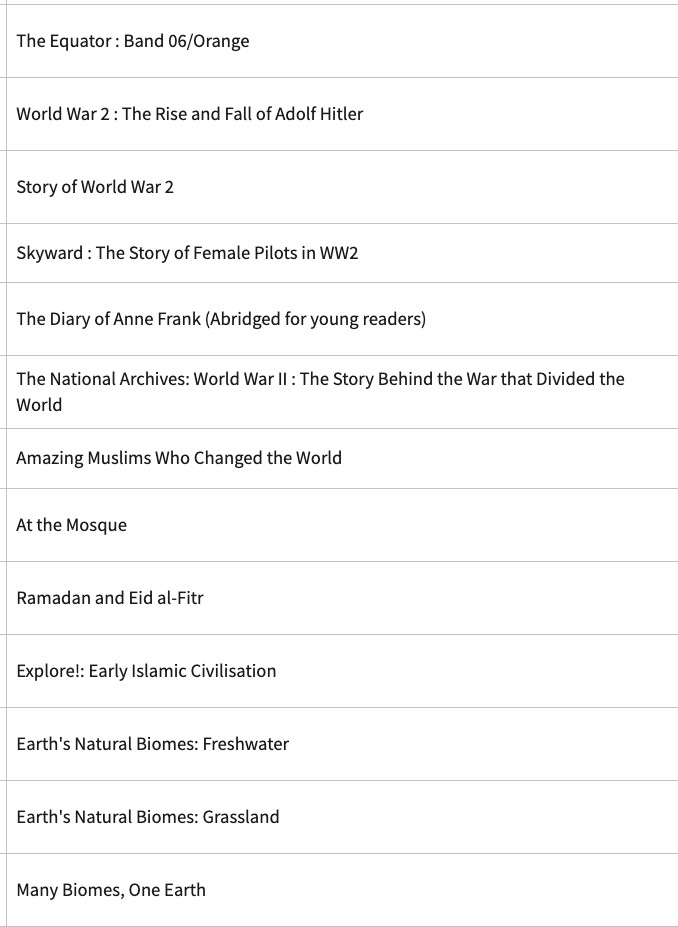 The Equator : Band 06/Orange
World War 2 : The Rise and Fall of Adolf Hitler
Story of World War 2
Skyward : The Story of Female Pilots in WW2
The Diary of Anne Frank (Abridged for young readers)
The National Archives: World War II : The Story Behind the War that Divided the
World
Amazing Muslims Who Changed the World
At the Mosque
Ramadan and Eid al-Fitr
Explore!: Early Islamic Civilisation
Earth's Natural Biomes: Freshwater
Earth's Natural Biomes: Grassland
Many Biomes, One Earth